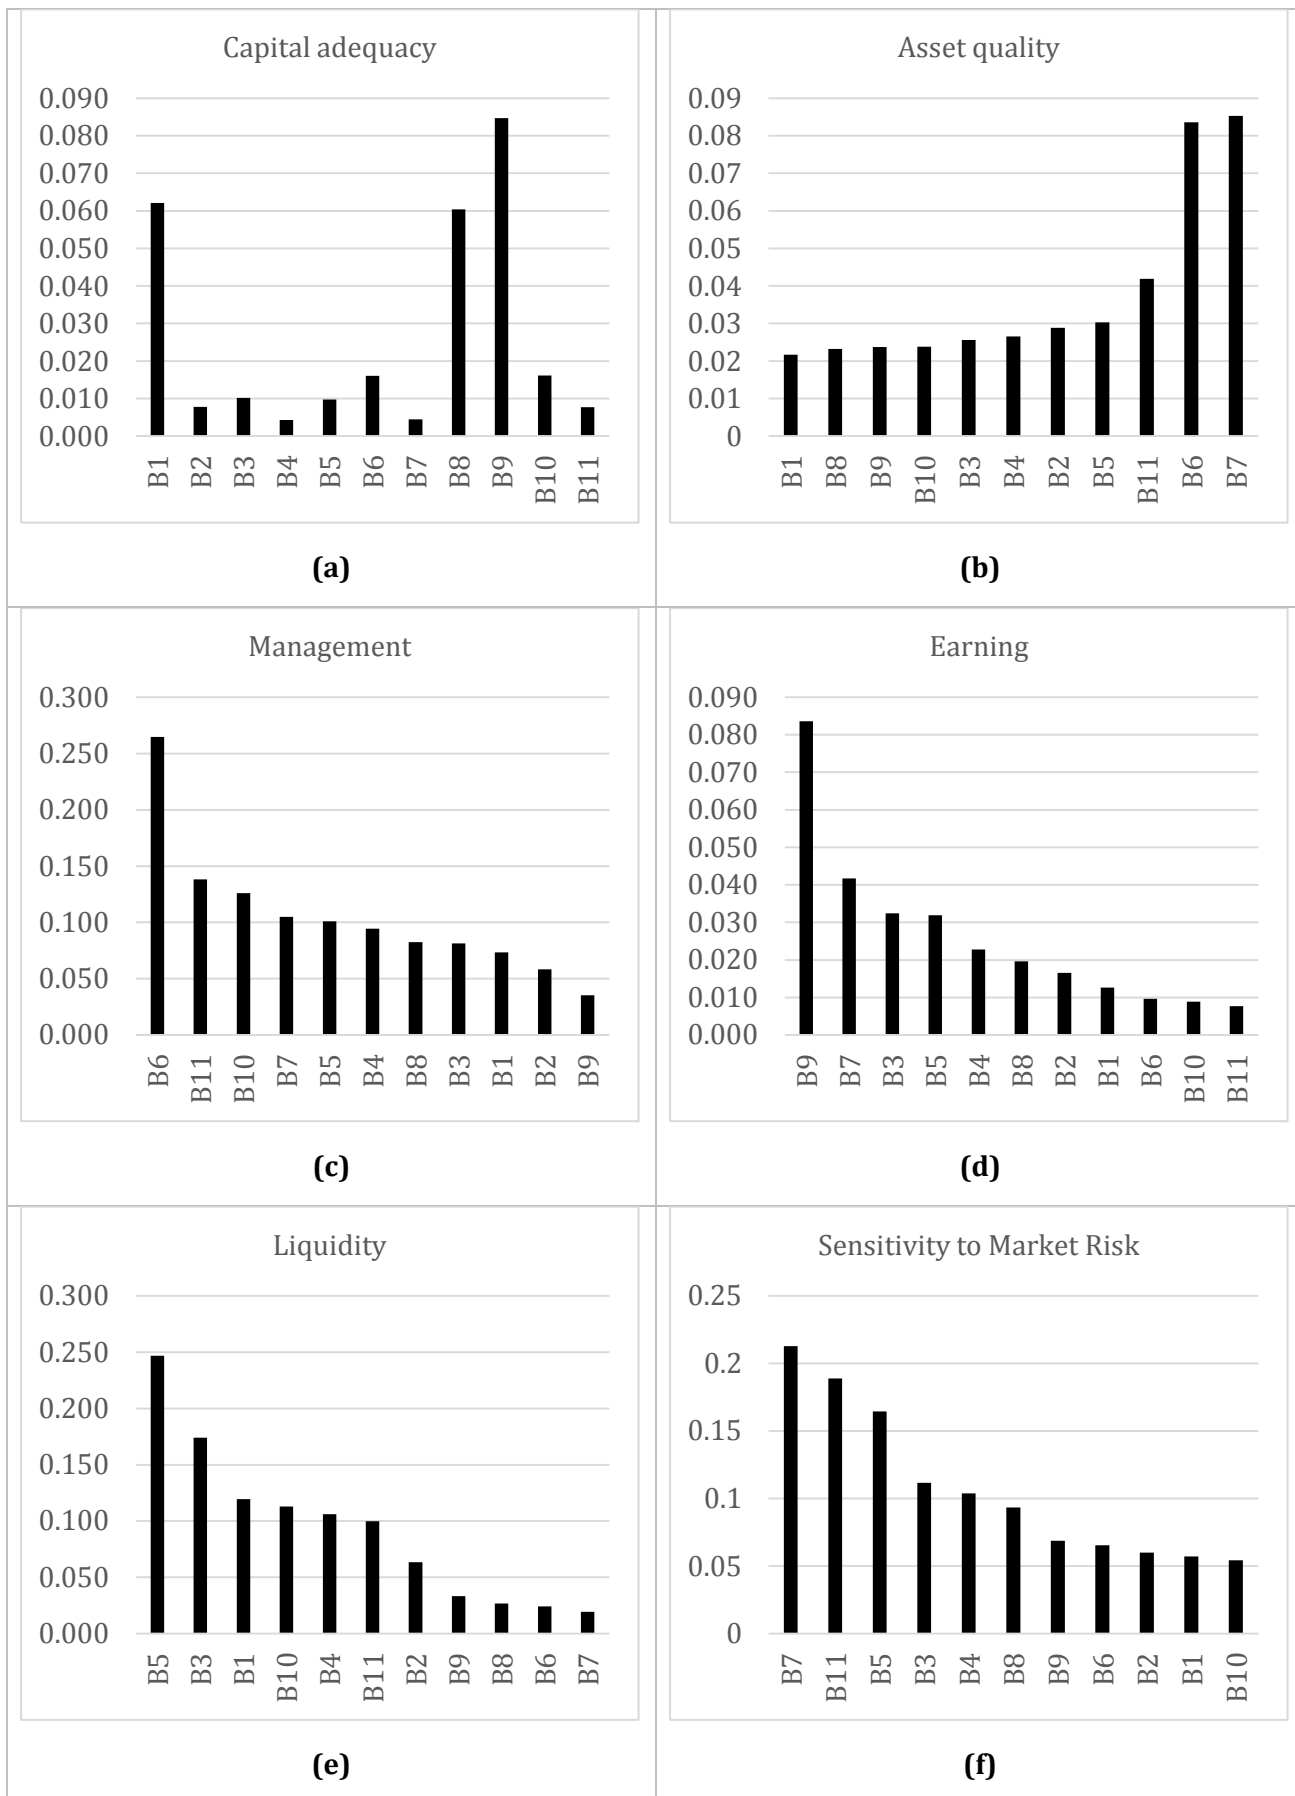 Capital adequacy
0.090
0.080
0.070
0.060
0.050
0.040
0.030
0.020
0.010
0.000
B1 B2 B3 B4 B5 B6 B7 B8 B9 B10 B11
(a)
Asset quality
0.09
0.08
0.07
0.06
0.05
0.04
0.03
0.02
0.01
0
B1 B8 B9 B10 B3 B4 B2 B5 B11 B6 B7
(b)
Management
0.300
0.250
0.200
0.150
0.100
0.050
0.000
B6 B11 B10 B7 B5 B4 B8 B3 B1 B2 B9
(c)
Earning
0.090
0.080
0.070
0.060
0.050
0.040
0.030
0.020
0.010
0.000
B9 B7 B3 B5 B4 B8 B2 B1 B6 B10 B11
(d)
Liquidity
0.300
0.250
0.200
0.150
0.100
0.050
0.000
B5 B3 B1 B10 B4 B11 B2 B9 B8 B6 B7
(e)
Sensitivity to Market Risk
0.25
0.2
0.15
0.1
0.05
0
B7 B11 B5 B3 B4 B8 B9 B6 B2 B1 B10
(f)